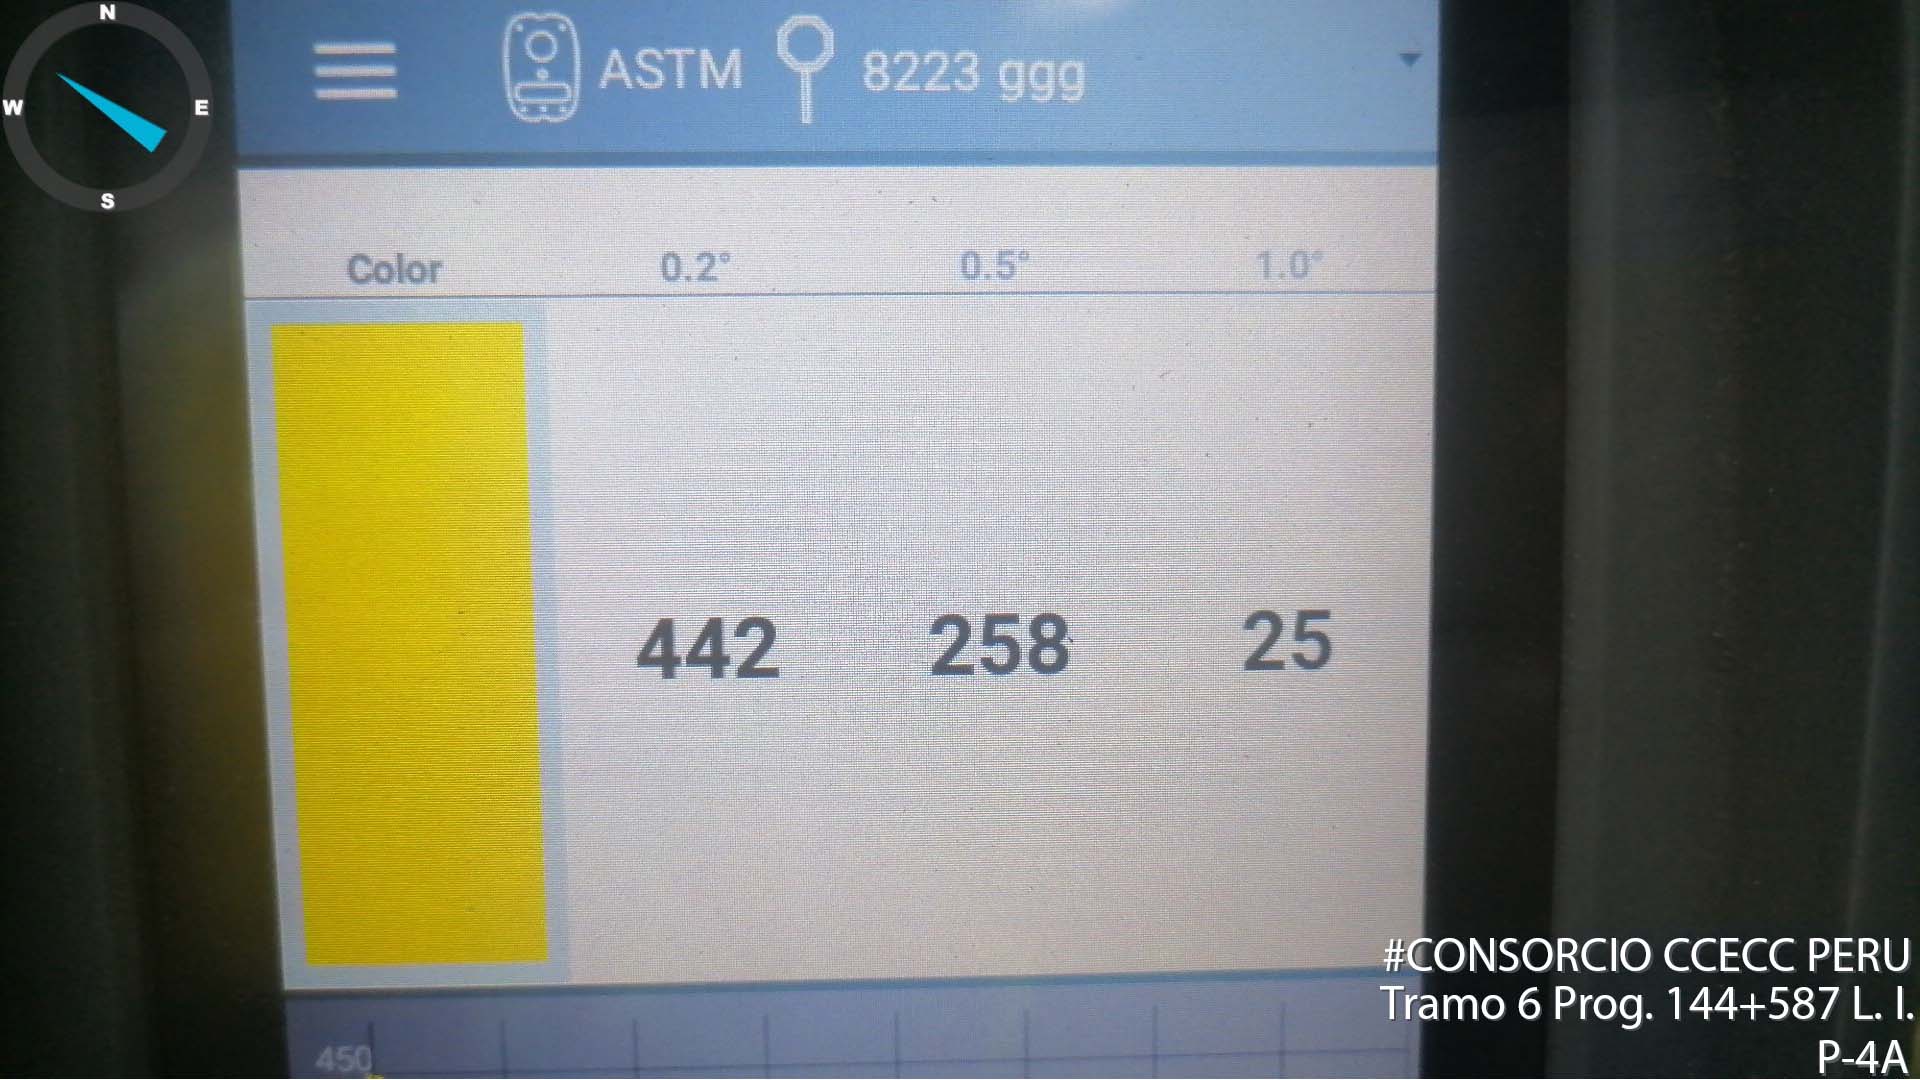 N
W E
S
ASTM 8223 ggg
Color 0.2° 0.5° 1.0°
442 258 25
450
#CONSORCIO CCECC PERU
Tramo 6 Prog. 144+587 L. I.
P-4A